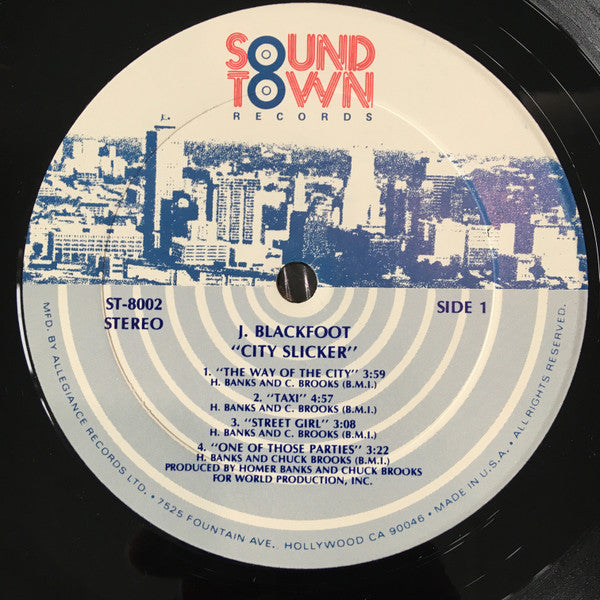 SOUND
TOWN
RECORDS
ST-8002
STEREO
SIDE 1
J. BLACKFOOT
"CITY SLICKER"
1. "THE WAY OF THE CITY" 3:59
H. BANKS AND C. BROOKS (B.M.I.)
2. "TAXI" 4:57
H. BANKS AND C. BROOKS (B.M.I.)
3. "STREET GIRL" 3:08
H. BANKS AND C. BROOKS (B.M.I.)
4. "ONE OF THOSE PARTIES" 3:22
H. BANKS AND CHUCK BROOKS (B.M.I.)
PRODUCED BY HOMER BANKS AND CHUCK BROOKS
FOR WORLD PRODUCTION, INC.
MFD. BY ALLEGIANCE RECORDS LTD. • 7525 FOUNTAIN AVE. HOLLYWOOD CA 90046 • MADE IN U.S.A. • ALL RIGHTS RESERVED.